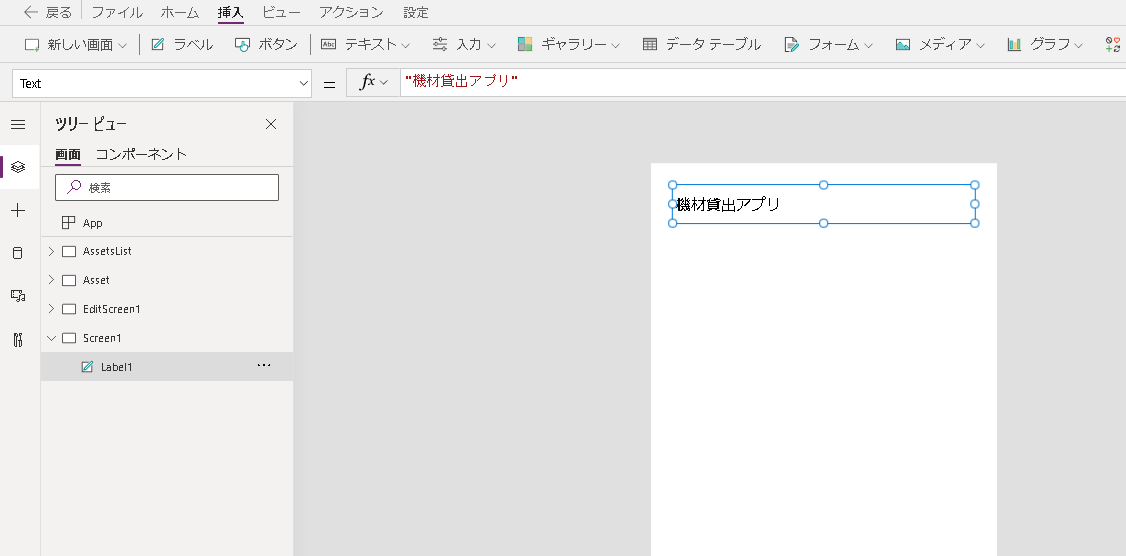 戻る ファイル ホーム 挿入 ビュー アクション 設定
新しい画面 ラベル ボタン Abc テキスト 入力 ギャラリー データ テーブル フォーム メディア グラフ
Text = fx "機材貸出アプリ"
ツリー ビュー
画面 コンポーネント
検索
App
AssetsList
Asset
EditScreen1
Screen1
Label1 ...
機材貸出アプリ